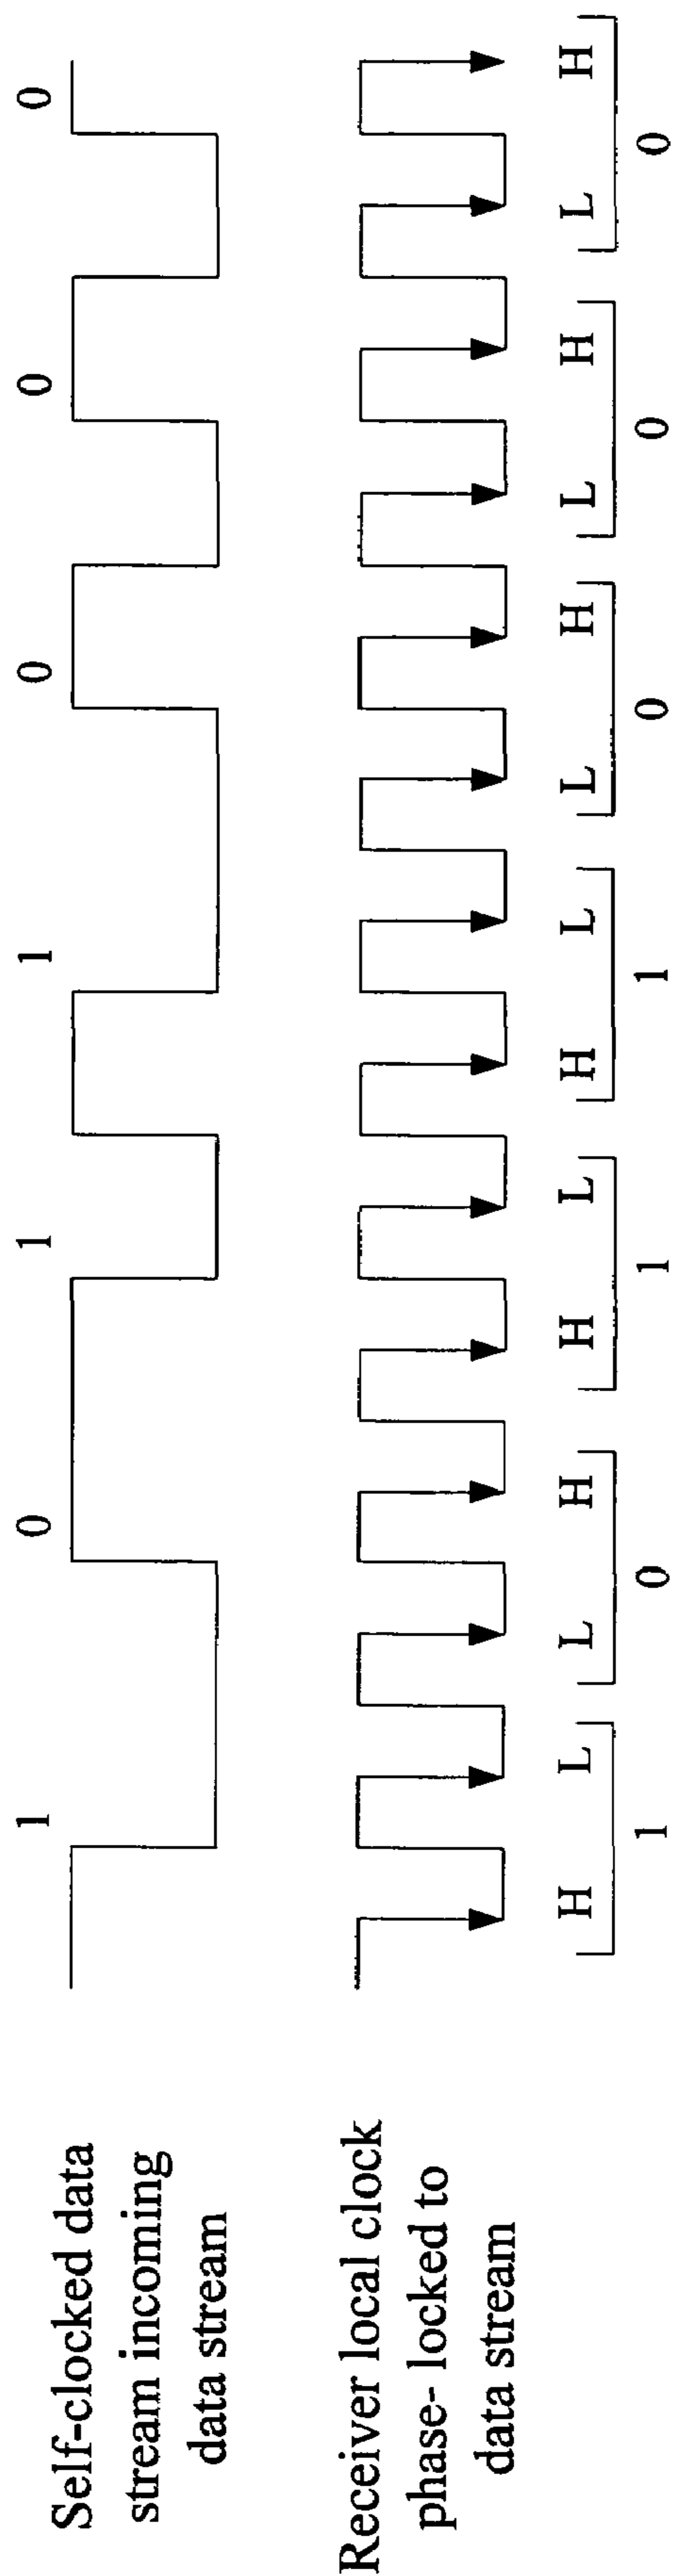 1 0 1 1 0 0 0
Self-clocked data
stream incoming
data stream
Receiver local clock
phase- locked to
data stream
H L L H H L H L L H L H L H
1 0 1 1 0 0 0